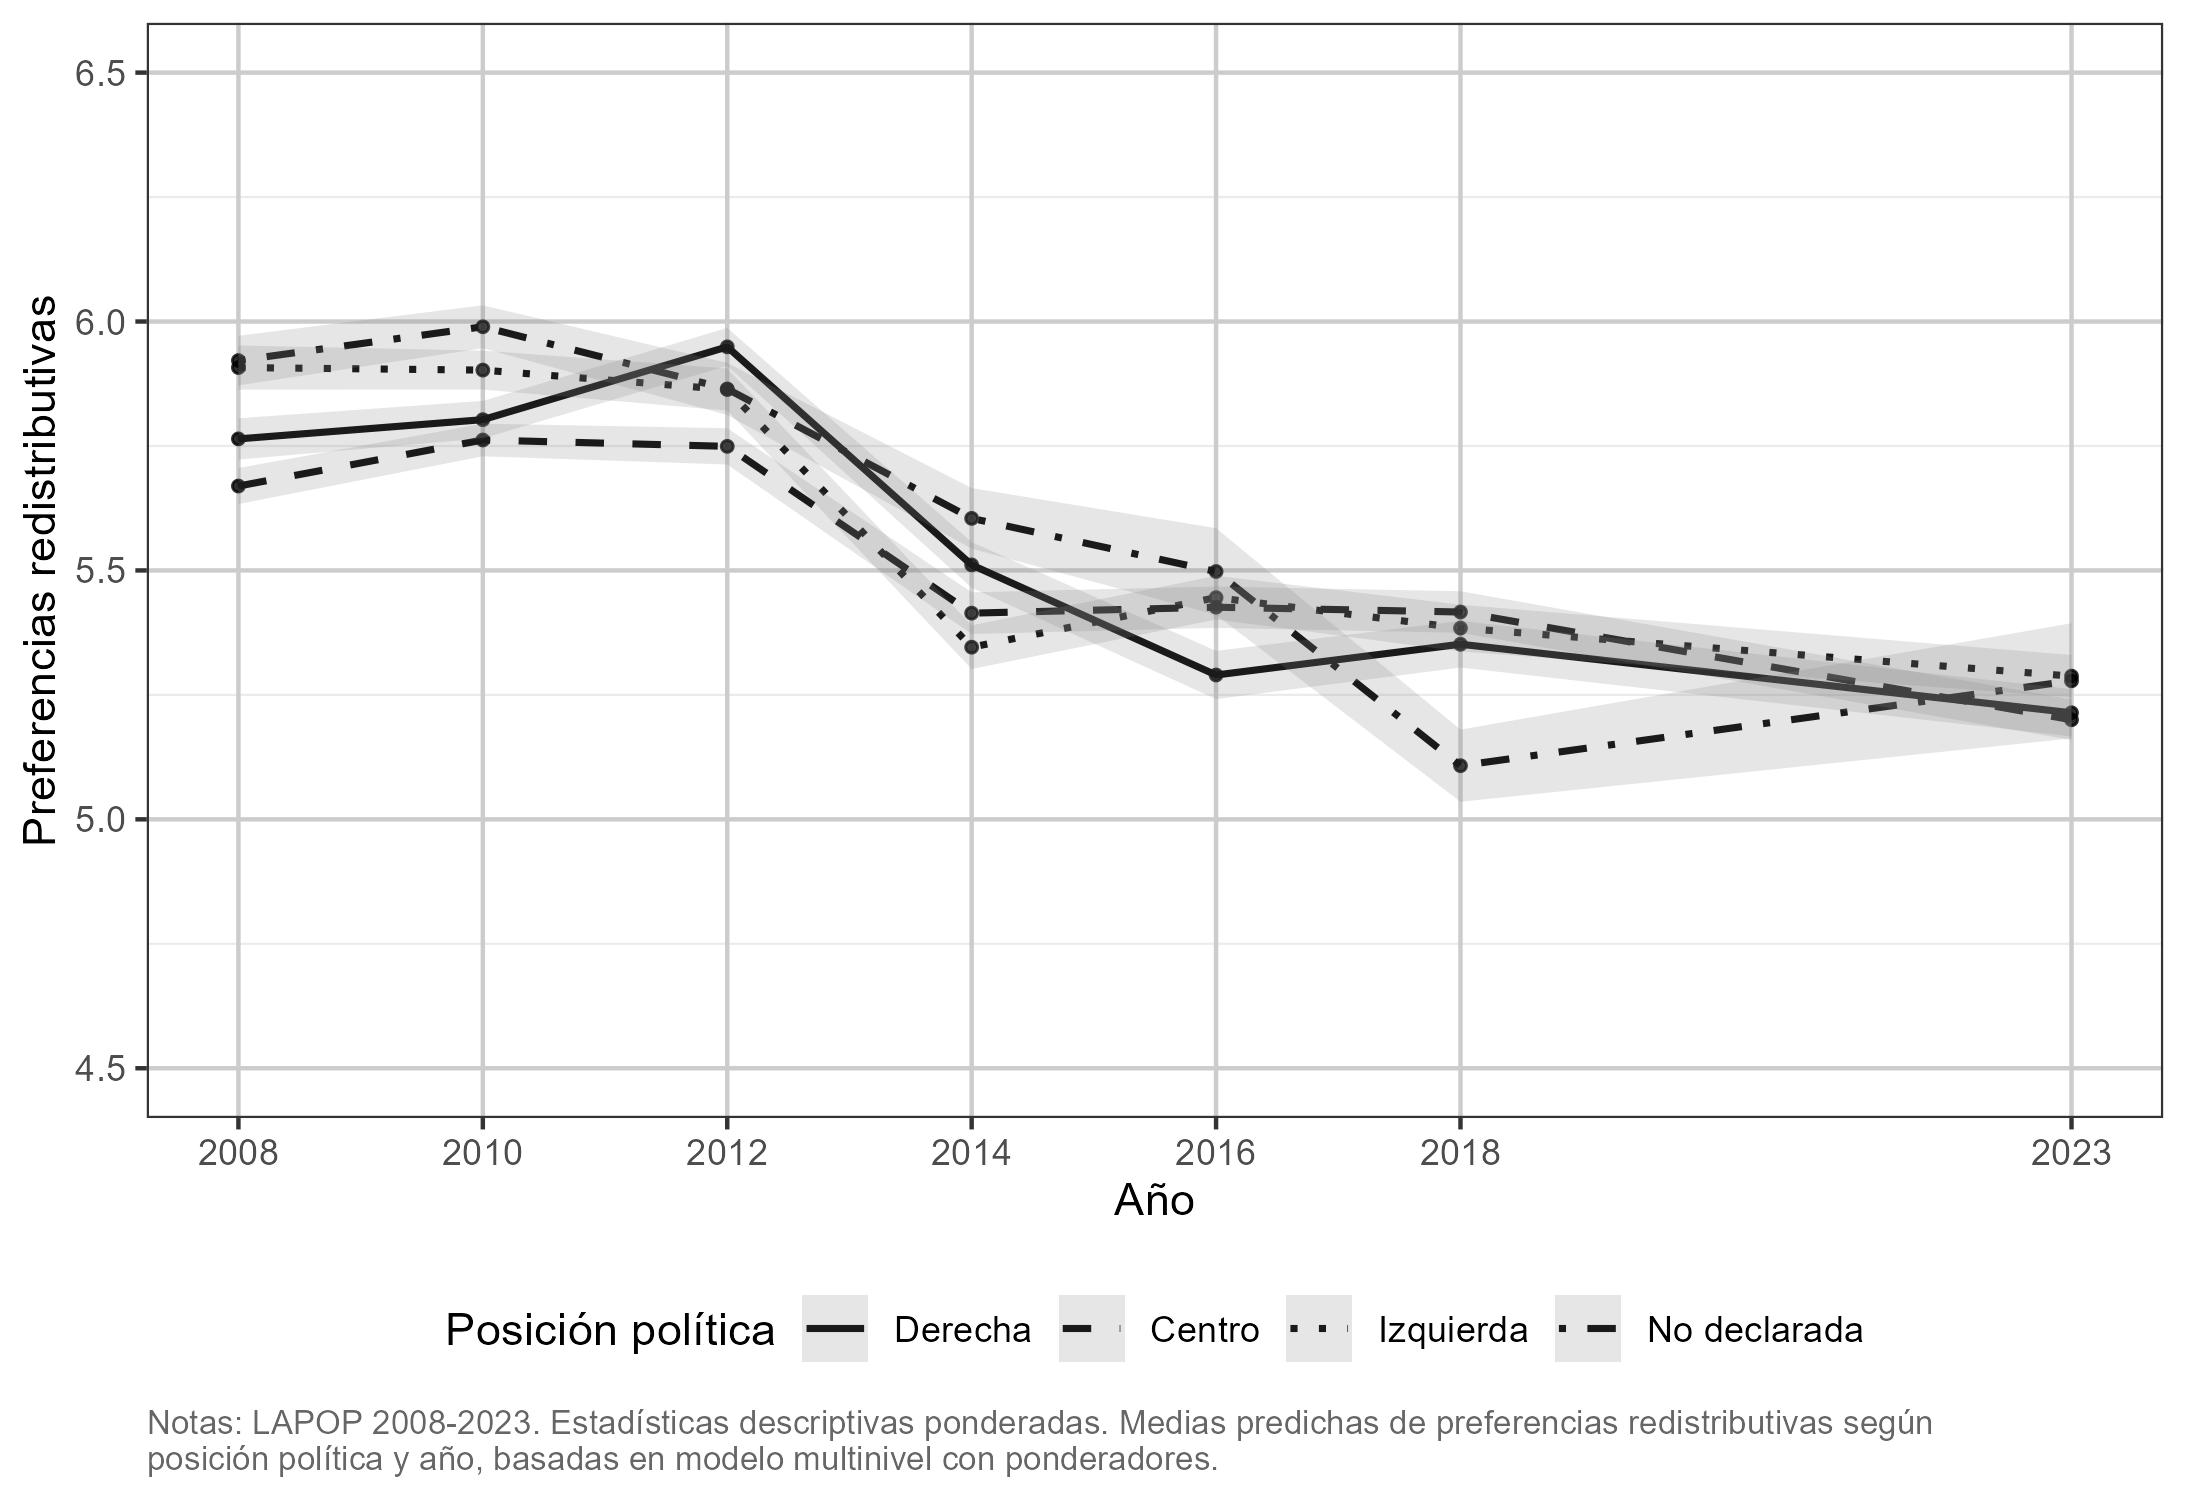 Preferencias redistributivas
6.5
6.0
5.5
5.0
4.5
2008 2010 2012 2014 2016 2018 2023
Año
Posición política Derecha Centro Izquierda No declarada
Notas: LAPOP 2008-2023. Estadísticas descriptivas ponderadas. Medias predichas de preferencias redistributivas según
posición política y año, basadas en modelo multinivel con ponderadores.